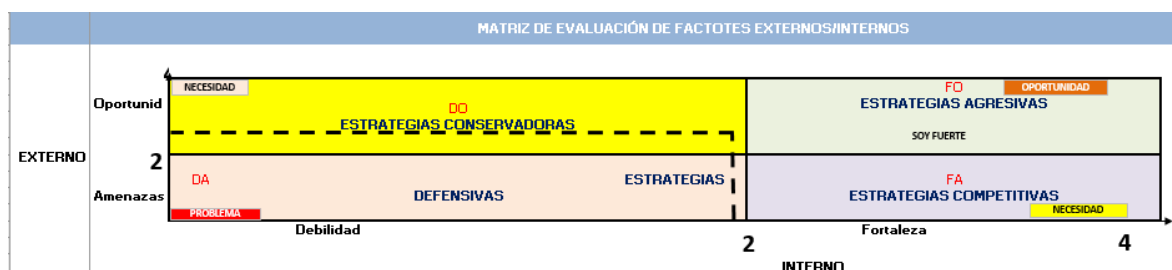 MATRIZ DE EVALUACIÓN DE FACTOTES EXTERNOS/INTERNOS
4
NECESIDAD
FO
OPORTUNIDAD
Oportunid
DO
ESTRATEGIAS AGRESIVAS
ESTRATEGIAS CONSERVADORAS
SOY FUERTE
EXTERNO
2
DA
ESTRATEGIAS
FA
Amenazas
DEFENSIVAS
ESTRATEGIAS COMPETITIVAS
PROBLEMA
NECESIDAD
Debilidad
Fortaleza
2
4
INTERNO